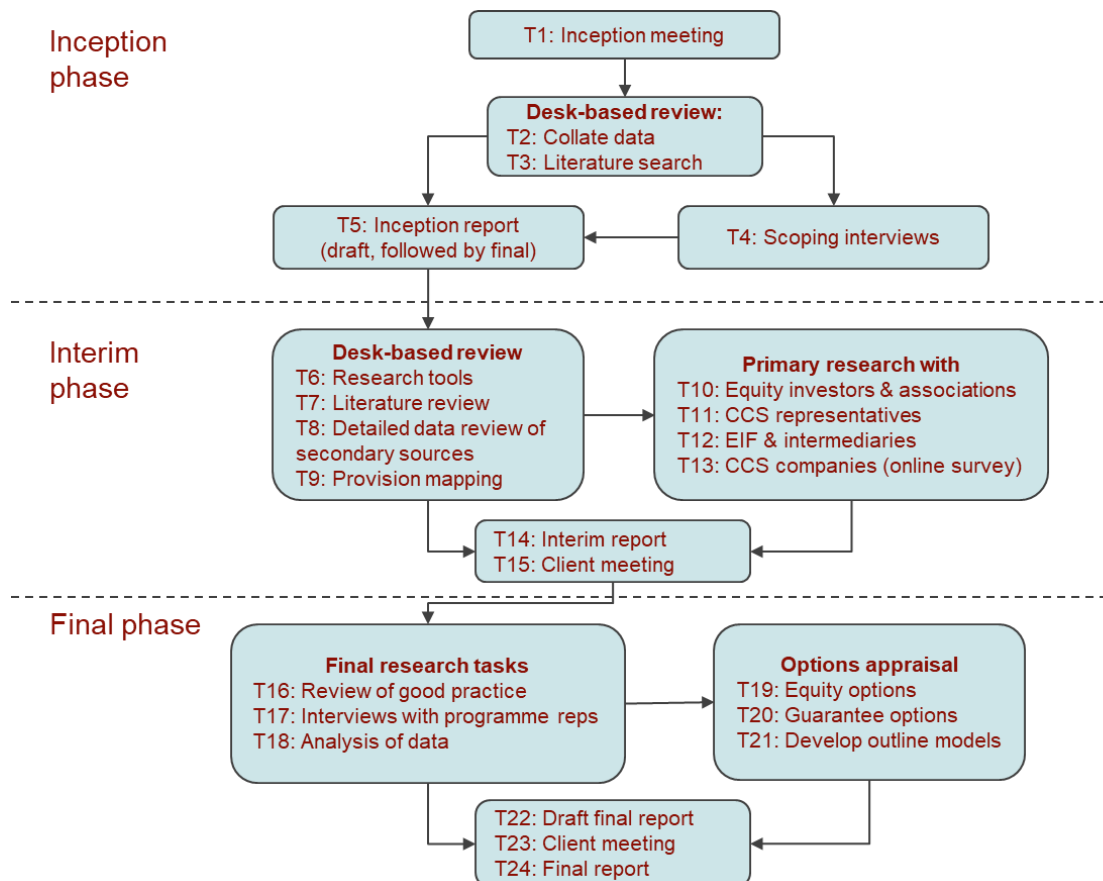 Inception
phase
T1: Inception meeting
Desk-based review:
T2: Collate data
T3: Literature search
T5: Inception report
(draft, followed by final)
T4: Scoping interviews
Interim
phase
Desk-based review
T6: Research tools
T7: Literature review
T8: Detailed data review of
secondary sources
T9: Provision mapping
Primary research with
T10: Equity investors & associations
T11: CCS representatives
T12: EIF & intermediaries
T13: CCS companies (online survey)
T14: Interim report
T15: Client meeting
Final phase
Final research tasks
T16: Review of good practice
T17: Interviews with programme reps
T18: Analysis of data
Options appraisal
T19: Equity options
T20: Guarantee options
T21: Develop outline models
T22: Draft final report
T23: Client meeting
T24: Final report